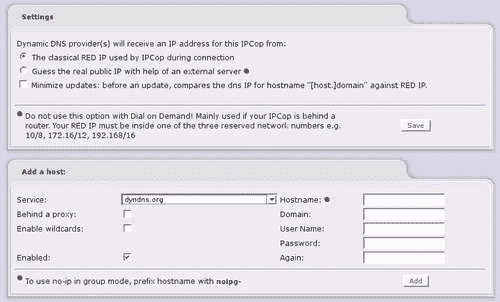 Settings
Dynamic DNS provider(s) will receive an IP address for this IPCop from:
The classical RED IP used by IPCop during connection
Guess the real public IP with help of an external server
Minimize updates: before an update, compares the dns IP for hostname "[host.]domain" against RED IP.
Do not use this option with Dial on Demand! Mainly used if your IPCop is behind a
router. Your RED IP must be inside one of the three reserved network numbers e.g.
10/8, 172.16/12, 192.168/16
Save
Add a host:
Service: dyndns.org Hostname:
Behind a proxy: Domain:
Enable wildcards: User Name:
Password:
Enabled: Again:
To use no-ip in group mode, prefix hostname with noipg-
Add